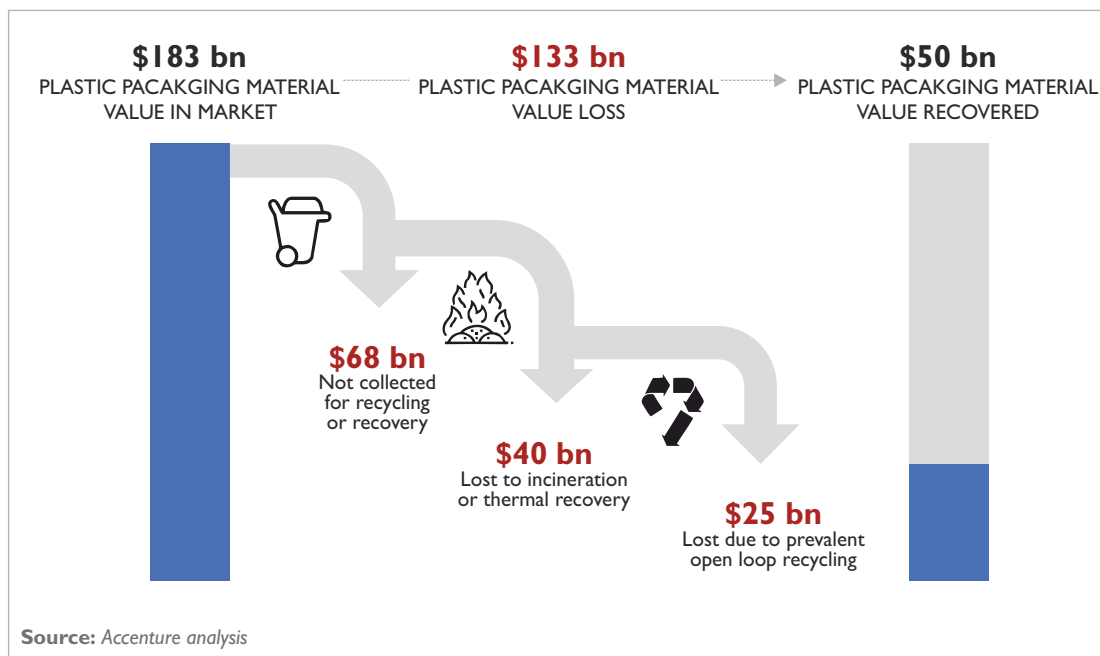 $183 bn
PLASTIC PACAKGING MATERIAL
VALUE IN MARKET
$133 bn
PLASTIC PACAKGING MATERIAL
VALUE LOSS
$50 bn
PLASTIC PACAKGING MATERIAL
VALUE RECOVERED
$68 bn
Not collected
for recycling
or recovery
$40 bn
Lost to incineration
or thermal recovery
$25 bn
Lost due to prevalent
open loop recycling
Source: Accenture analysis